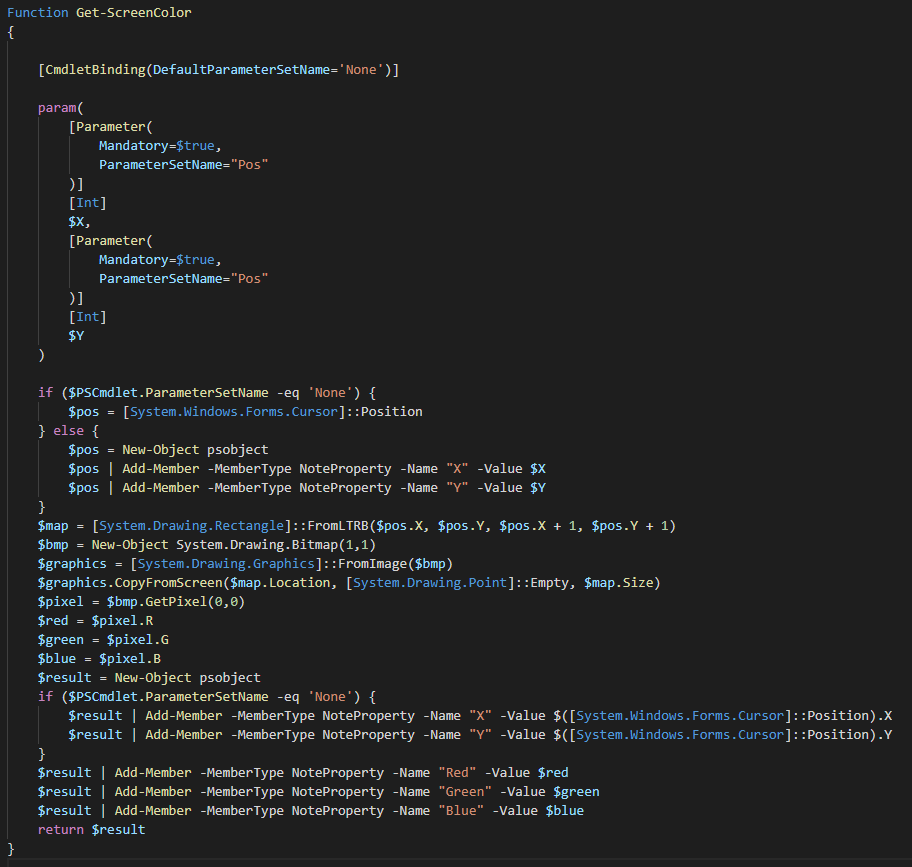 Function Get-ScreenColor
{
[CmdletBinding(DefaultParameterSetName='None')]
param(
[Parameter(
Mandatory=$true,
ParameterSetName="Pos"
)]
[Int]
$X,
[Parameter(
Mandatory=$true,
ParameterSetName="Pos"
)]
[Int]
$Y
)
if ($PSCmdlet.ParameterSetName -eq 'None') {
$pos = [System.Windows.Forms.Cursor]::Position
} else {
$pos = New-Object psobject
$pos | Add-Member -MemberType NoteProperty -Name "X" -Value $X
$pos | Add-Member -MemberType NoteProperty -Name "Y" -Value $Y
}
$map = [System.Drawing.Rectangle]::FromLTRB($pos.X, $pos.Y, $pos.X + 1, $pos.Y + 1)
$bmp = New-Object System.Drawing.Bitmap(1,1)
$graphics = [System.Drawing.Graphics]::FromImage($bmp)
$graphics.CopyFromScreen($map.Location, [System.Drawing.Point]::Empty, $map.Size)
$pixel = $bmp.GetPixel(0,0)
$red = $pixel.R
$green = $pixel.G
$blue = $pixel.B
$result = New-Object psobject
if ($PSCmdlet.ParameterSetName -eq 'None') {
$result | Add-Member -MemberType NoteProperty -Name "X" -Value $([System.Windows.Forms.Cursor]::Position).X
$result | Add-Member -MemberType NoteProperty -Name "Y" -Value $([System.Windows.Forms.Cursor]::Position).Y
}
$result | Add-Member -MemberType NoteProperty -Name "Red" -Value $red
$result | Add-Member -MemberType NoteProperty -Name "Green" -Value $green
$result | Add-Member -MemberType NoteProperty -Name "Blue" -Value $blue
return $result
}